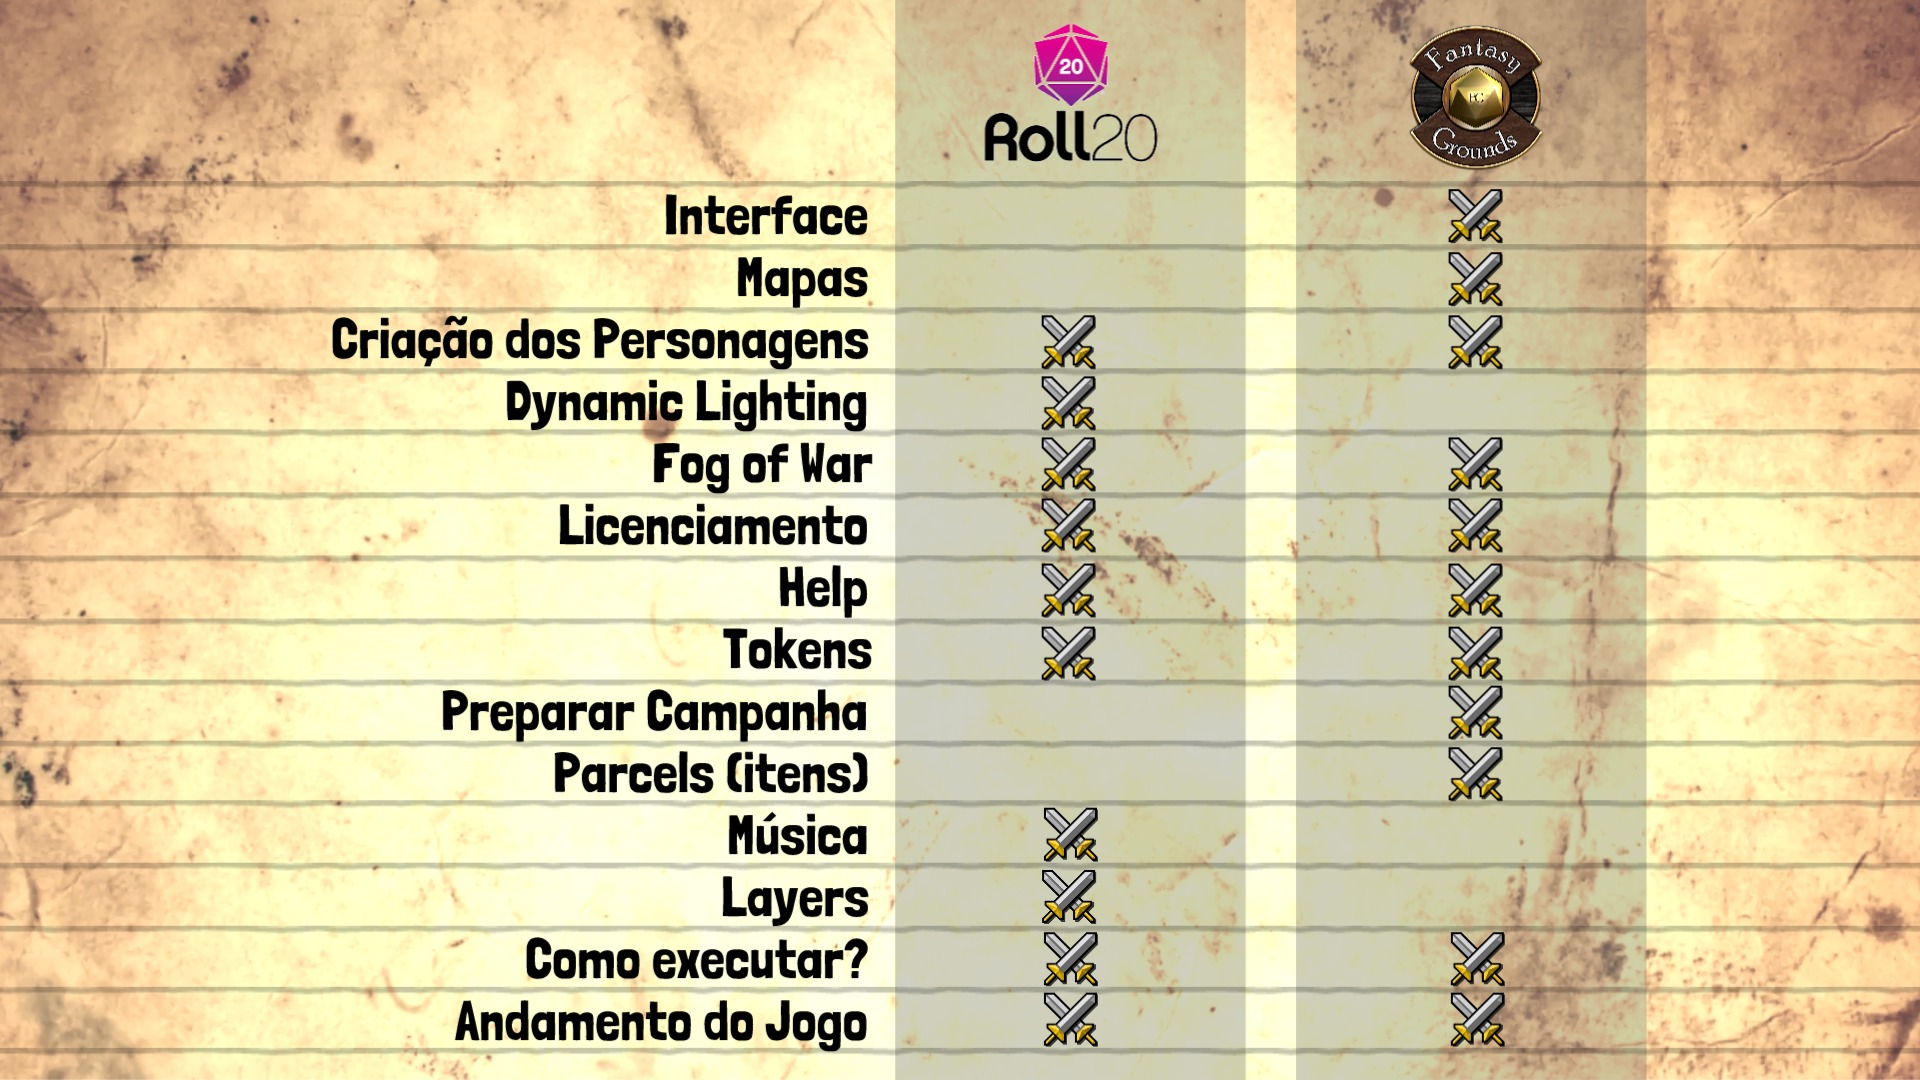 20
Roll20
Fantasy
FG
Grounds
Interface
Mapas
Criação dos Personagens
Dynamic Lighting
Fog of War
Licenciamento
Help
Tokens
Preparar Campanha
Parcels (itens)
Música
Layers
Como executar?
Andamento do Jogo